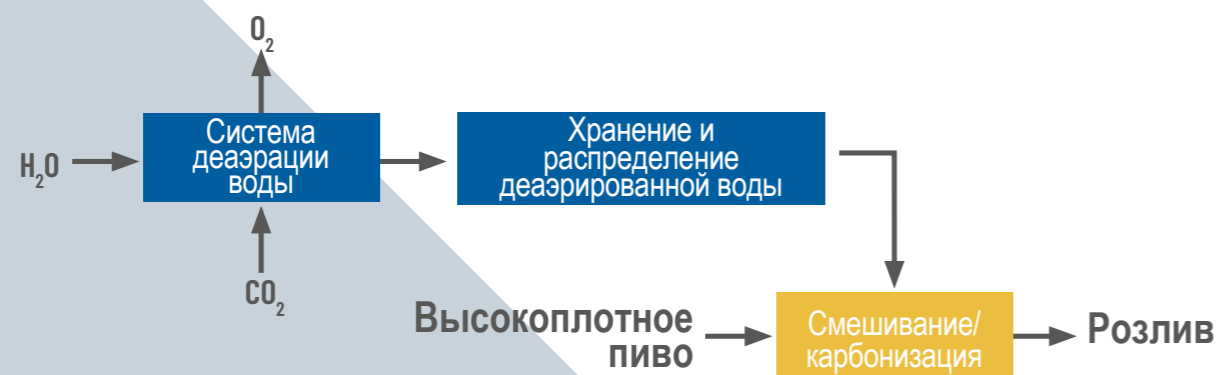 O₂
Система
деаэрации
воды
H₂O
CO₂
Хранение и
распределение
деаэрированной воды
Высокоплотное
пиво
Смешивание/
карбонизация
Розлив